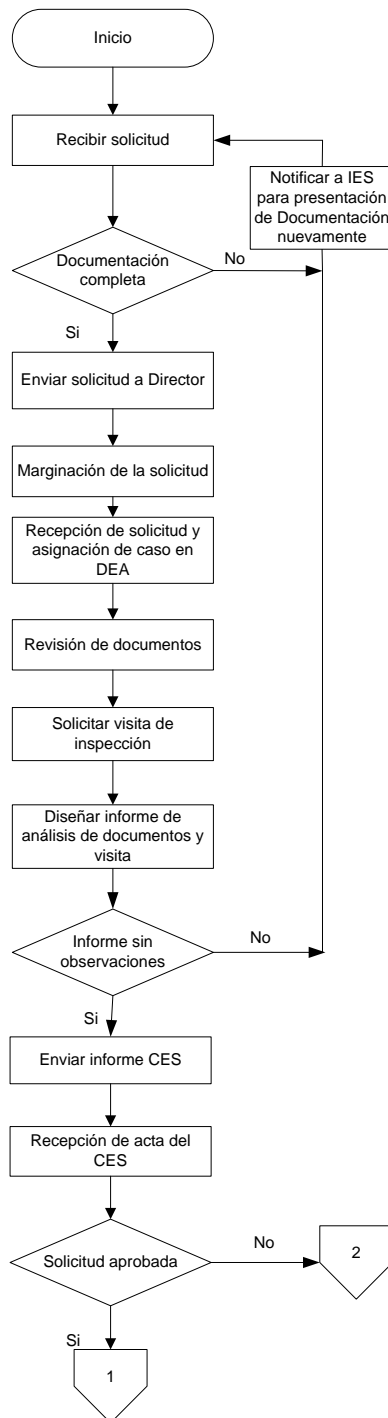 Inicio
Recibir solicitud
Notificar a IES
para presentación
de Documentación
nuevamente
Documentación
completa
No
Si
Enviar solicitud a Director
Marginación de la solicitud
Recepción de solicitud y
asignación de caso en
DEA
Revisión de documentos
Solicitar visita de
inspección
Diseñar informe de
análisis de documentos y
visita
Informe sin
observaciones
No
Si
Enviar informe CES
Recepción de acta del
CES
Solicitud aprobada
No
2
Si
1